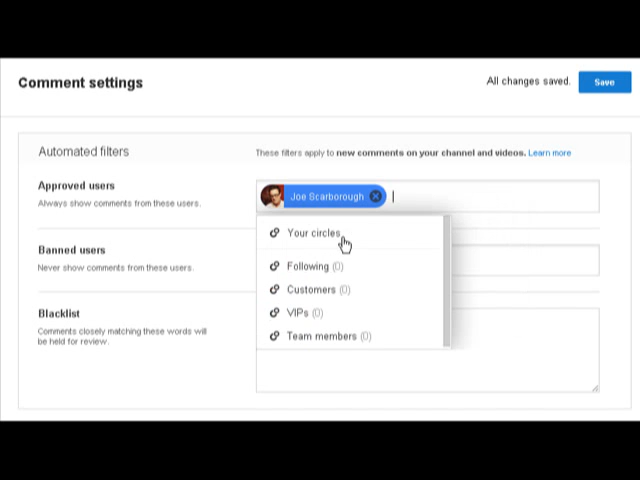 Comment settings
All changes saved.
Save
Automated filters
These filters apply to new comments on your channel and videos. Learn more
Approved users
Always show comments from these users.
Joe Scarborough
Your circles
Banned users
Never show comments from these users.
Following (0)
Customers (0)
VIPs (0)
Team members (0)
Blacklist
Comments closely matching these words will
be held for review.